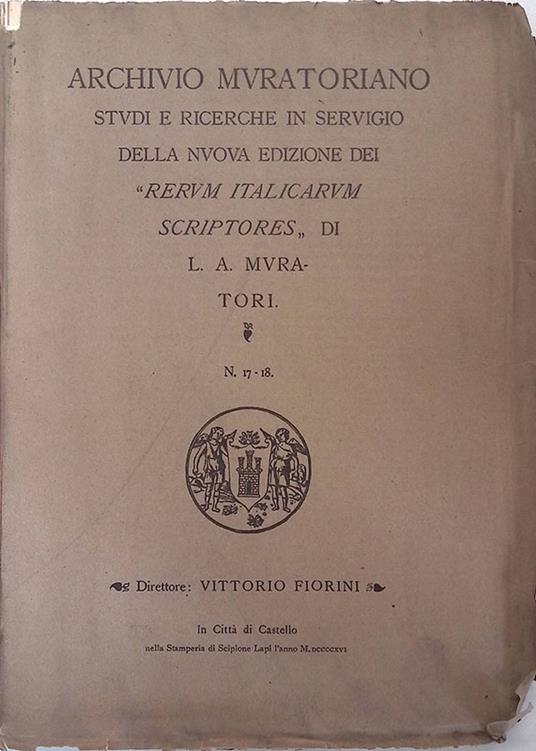 ARCHIVIO MVRATORIANO
STVDI E RICERCHE IN SERVIGIO
DELLA NVOVA EDIZIONE DEI
“RERVM ITALICARVM
SCRIPTORES„ DI
L. A. MVRA-
TORI.
N. 17-18.
Direttore: VITTORIO FIORINI
In Città di Castello
nella Stamperia di Scipione Lapi l'anno M.DCCCCXVI